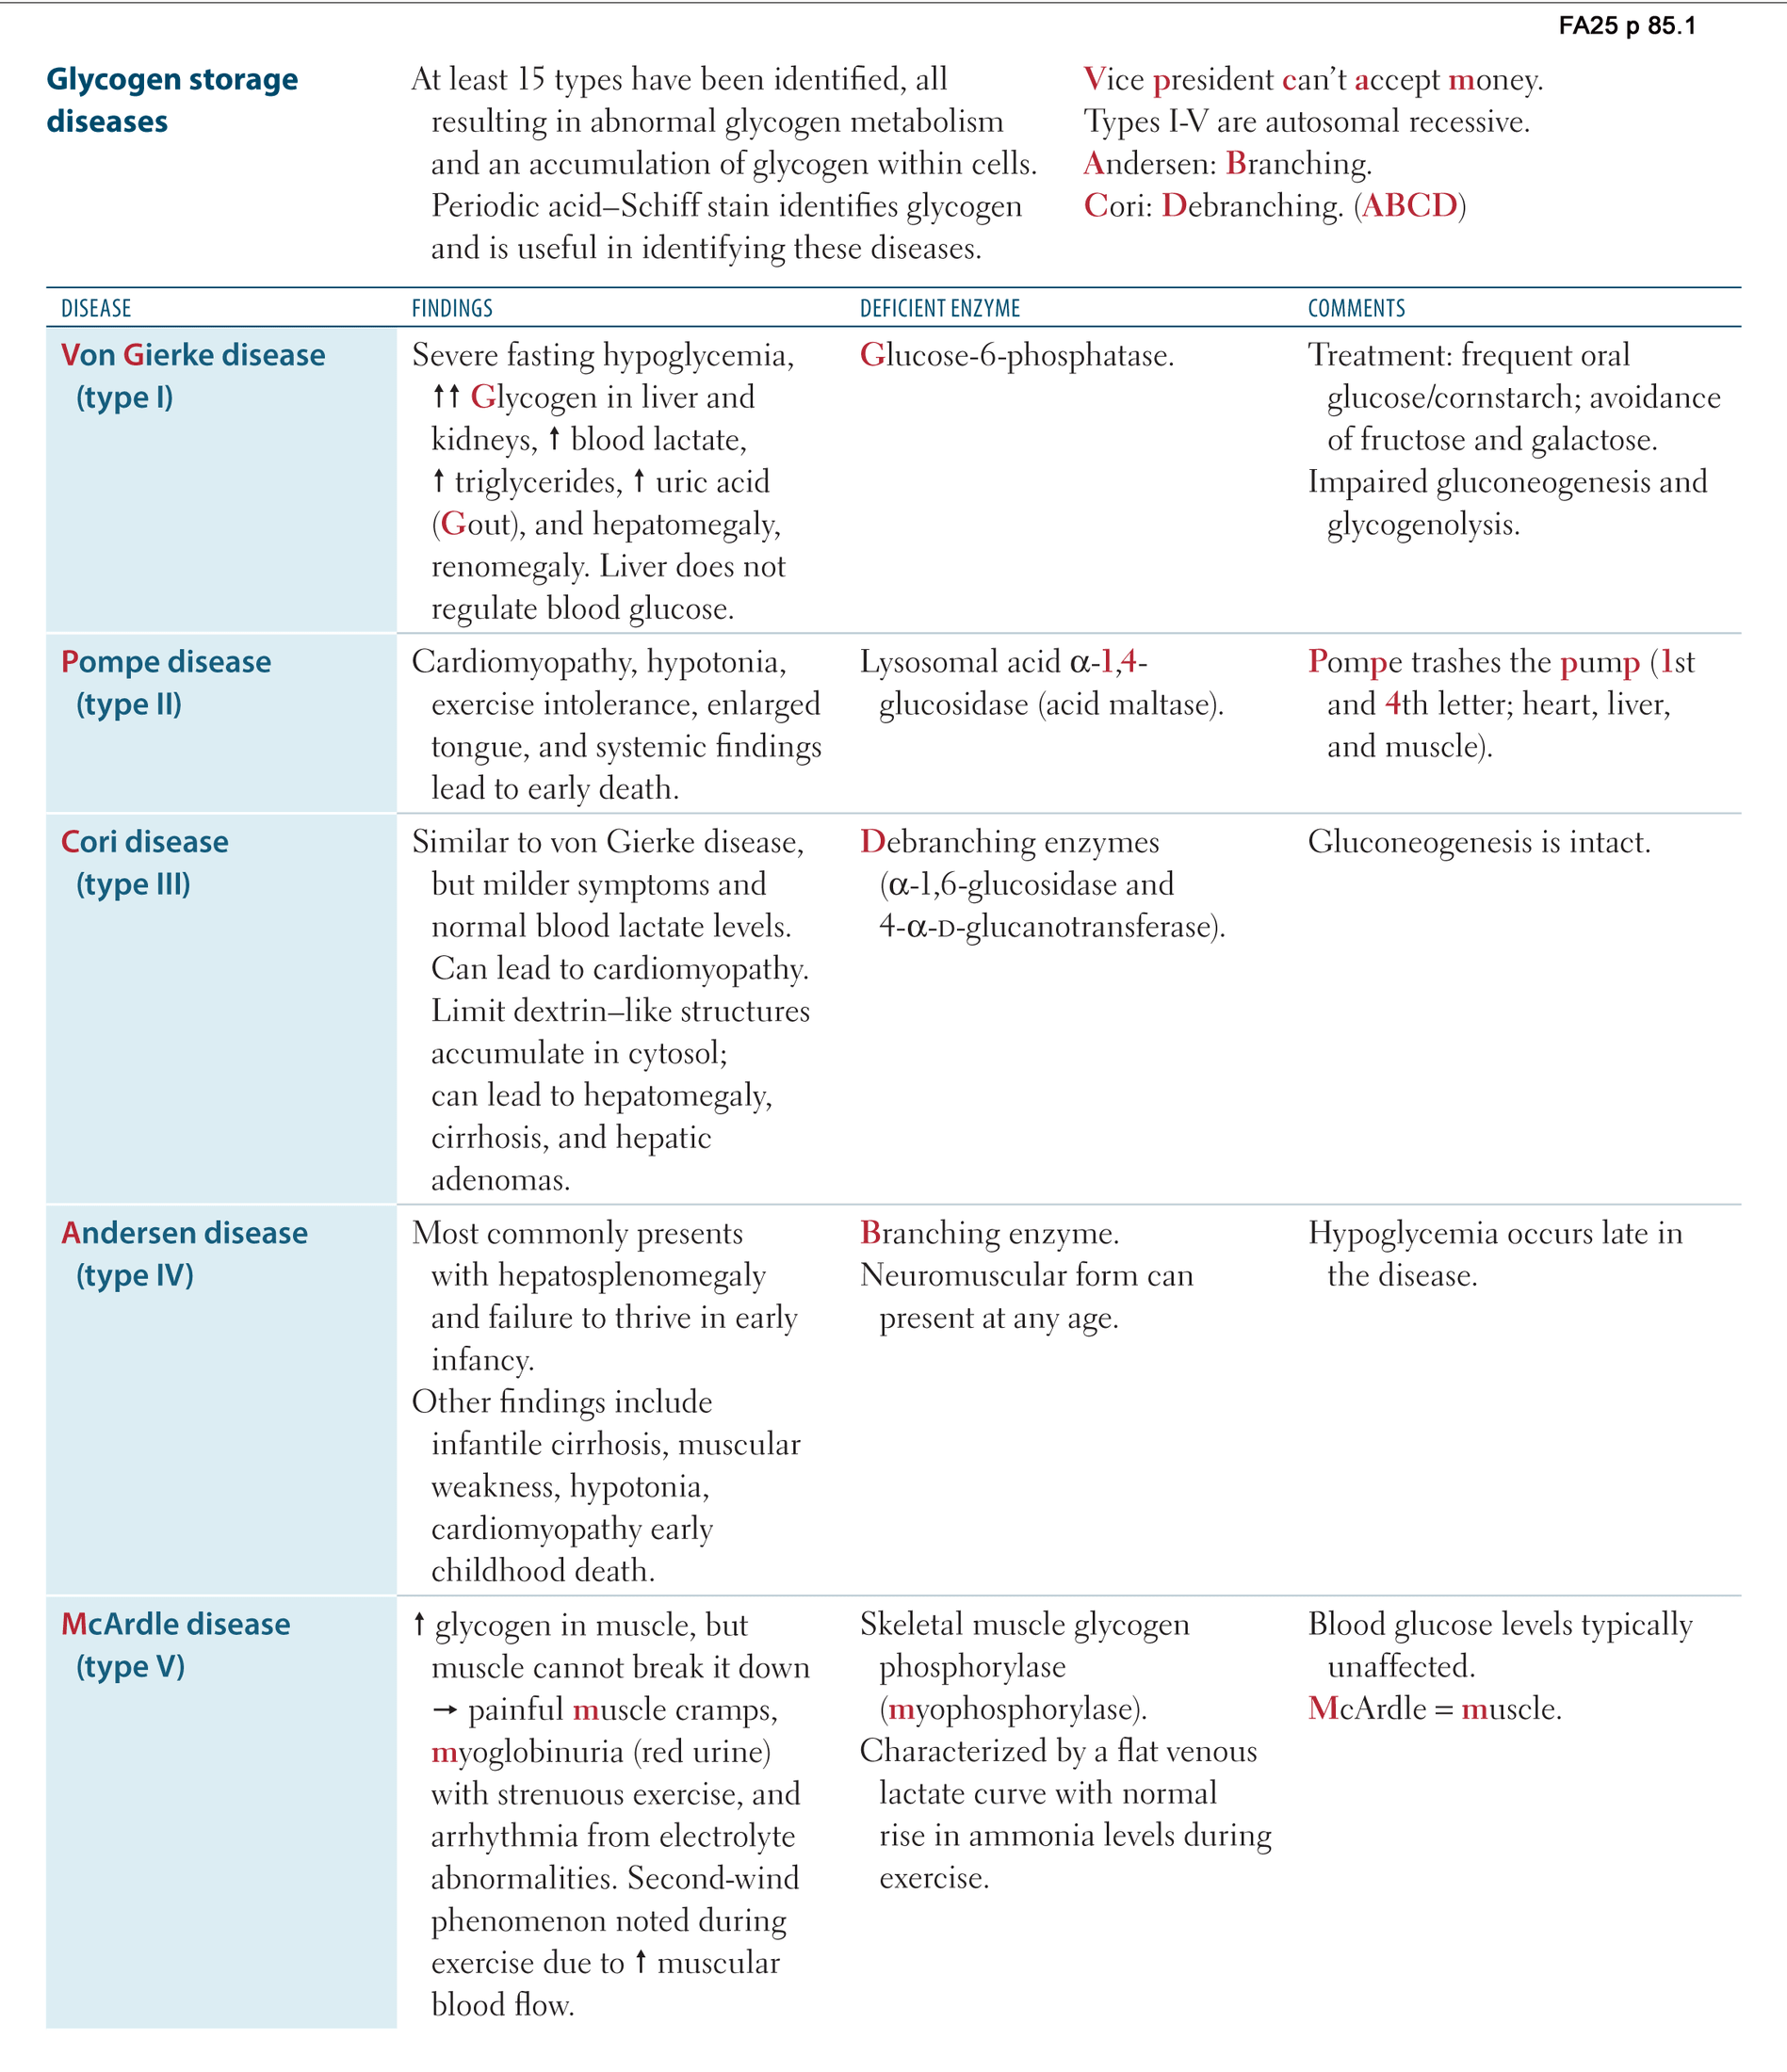 FA25 p 85.1
Glycogen storage
diseases
At least 15 types have been identified, all
resulting in abnormal glycogen metabolism
and an accumulation of glycogen within cells.
Periodic acid–Schiff stain identifies glycogen
and is useful in identifying these diseases.
Vice president can't accept money.
Types I-V are autosomal recessive.
Andersen: Branching.
Cori: Debranching. (ABCD)
DISEASE
FINDINGS
DEFICIENT ENZYME
COMMENTS
Von Gierke disease
(type I)
Severe fasting hypoglycemia,
↑↑ Glycogen in liver and
kidneys, ↑ blood lactate,
↑ triglycerides, ↑ uric acid
(Gout), and hepatomegaly,
renomegaly. Liver does not
regulate blood glucose.
Glucose-6-phosphatase.
Treatment: frequent oral
glucose/cornstarch; avoidance
of fructose and galactose.
Impaired gluconeogenesis and
glycogenolysis.
Pompe disease
(type II)
Cardiomyopathy, hypotonia,
exercise intolerance, enlarged
tongue, and systemic findings
lead to early death.
Lysosomal acid α-1,4-
glucosidase (acid maltase).
Pompe trashes the pump (1st
and 4th letter; heart, liver,
and muscle).
Cori disease
(type III)
Similar to von Gierke disease,
but milder symptoms and
normal blood lactate levels.
Can lead to cardiomyopathy.
Limit dextrin–like structures
accumulate in cytosol;
can lead to hepatomegaly,
cirrhosis, and hepatic
adenomas.
Debranching enzymes
(α-1,6-glucosidase and
4-α-D-glucanotransferase).
Gluconeogenesis is intact.
Andersen disease
(type IV)
Most commonly presents
with hepatosplenomegaly
and failure to thrive in early
infancy.
Other findings include
infantile cirrhosis, muscular
weakness, hypotonia,
cardiomyopathy early
childhood death.
Branching enzyme.
Neuromuscular form can
present at any age.
Hypoglycemia occurs late in
the disease.
McArdle disease
(type V)
↑ glycogen in muscle, but
muscle cannot break it down
→ painful muscle cramps,
myoglobinuria (red urine)
with strenuous exercise, and
arrhythmia from electrolyte
abnormalities. Second-wind
phenomenon noted during
exercise due to ↑ muscular
blood flow.
Skeletal muscle glycogen
phosphorylase
(myophosphorylase).
Characterized by a flat venous
lactate curve with normal
rise in ammonia levels during
exercise.
Blood glucose levels typically
unaffected.
McArdle = muscle.